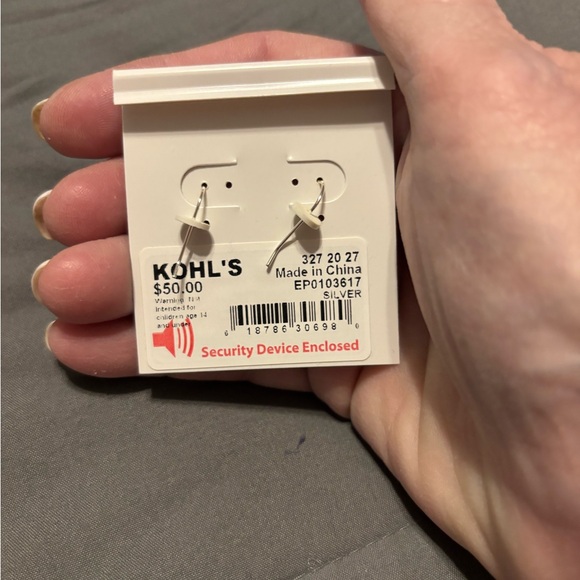 KOHL'S
$50.00
Warning: Not
intended for
children age 14
and under
327 20 27
Made in China
EP0103617
SILVER
6 18786 30698 0
Security Device Enclosed